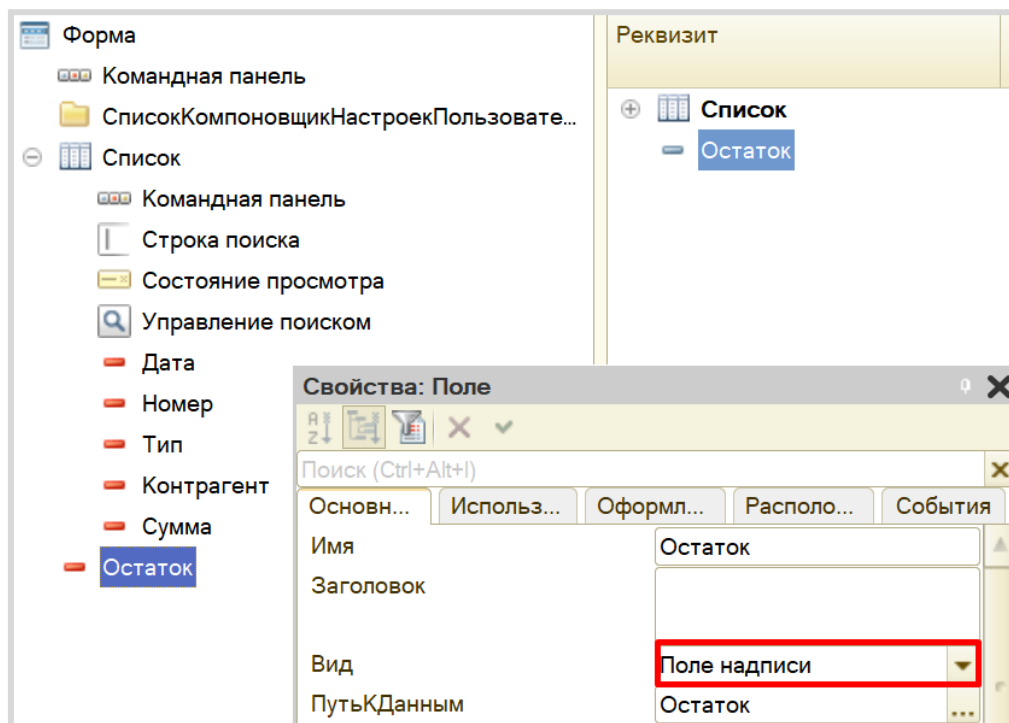 Форма
Командная панель
СписокКомпоновщикНастроекПользовате...
Список
Командная панель
Строка поиска
Состояние просмотра
Управление поиском
Дата
Номер
Тип
Контрагент
Сумма
Остаток
Реквизит
Список
Остаток
Свойства: Поле
Поиск (Ctrl+Alt+I)
Основн... Использ... Оформл... Располо... События
Имя Остаток
Заголовок
Вид Поле надписи
ПутьКДанным Остаток ...